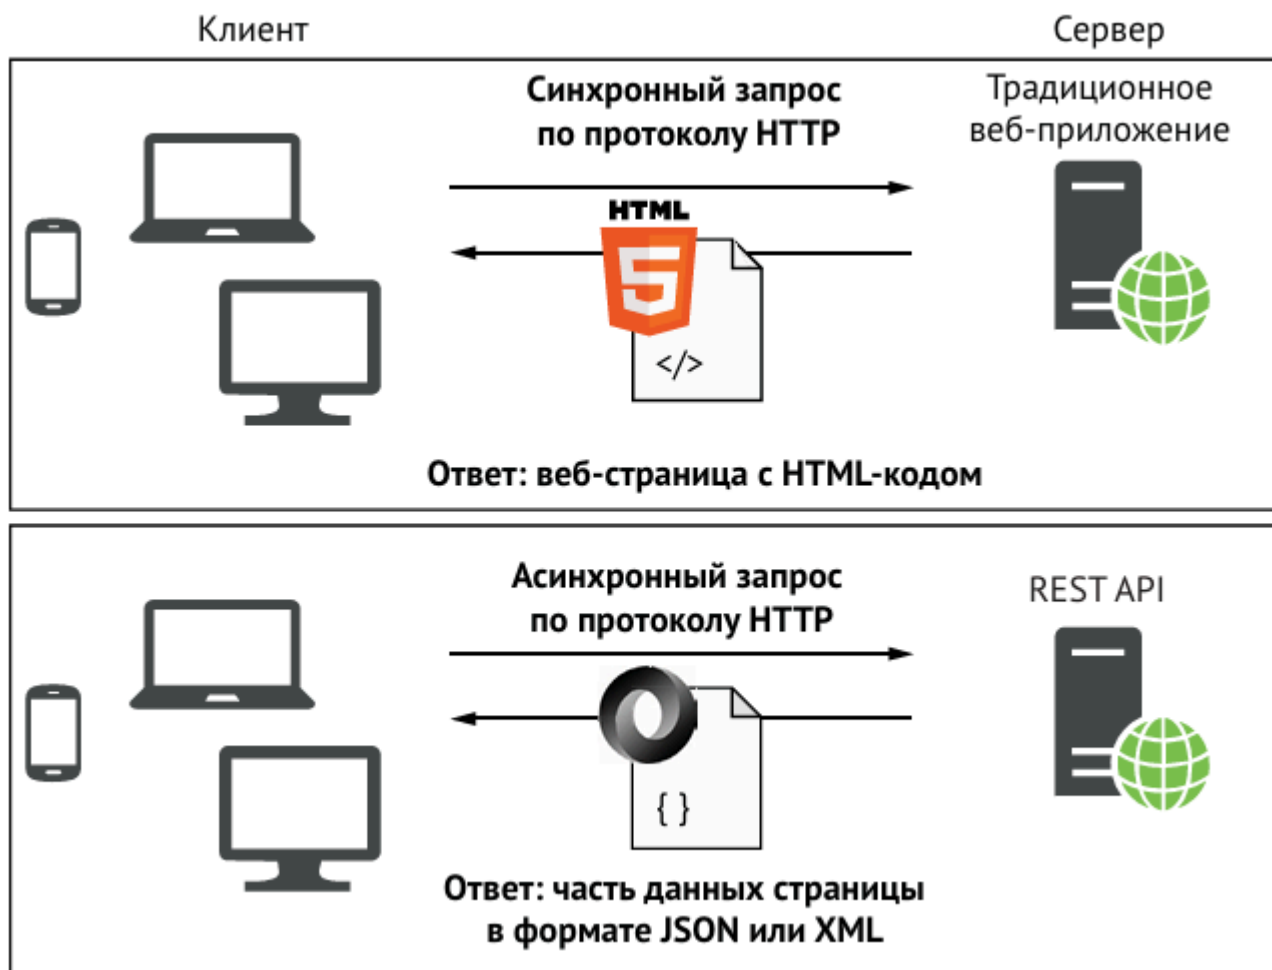 Клиент
Сервер
Синхронный запрос
по протоколу HTTP
Традиционное
веб-приложение
HTML
5
</>
Ответ: веб-страница с HTML-кодом
Асинхронный запрос
по протоколу HTTP
REST API
{ }
Ответ: часть данных страницы
в формате JSON или XML